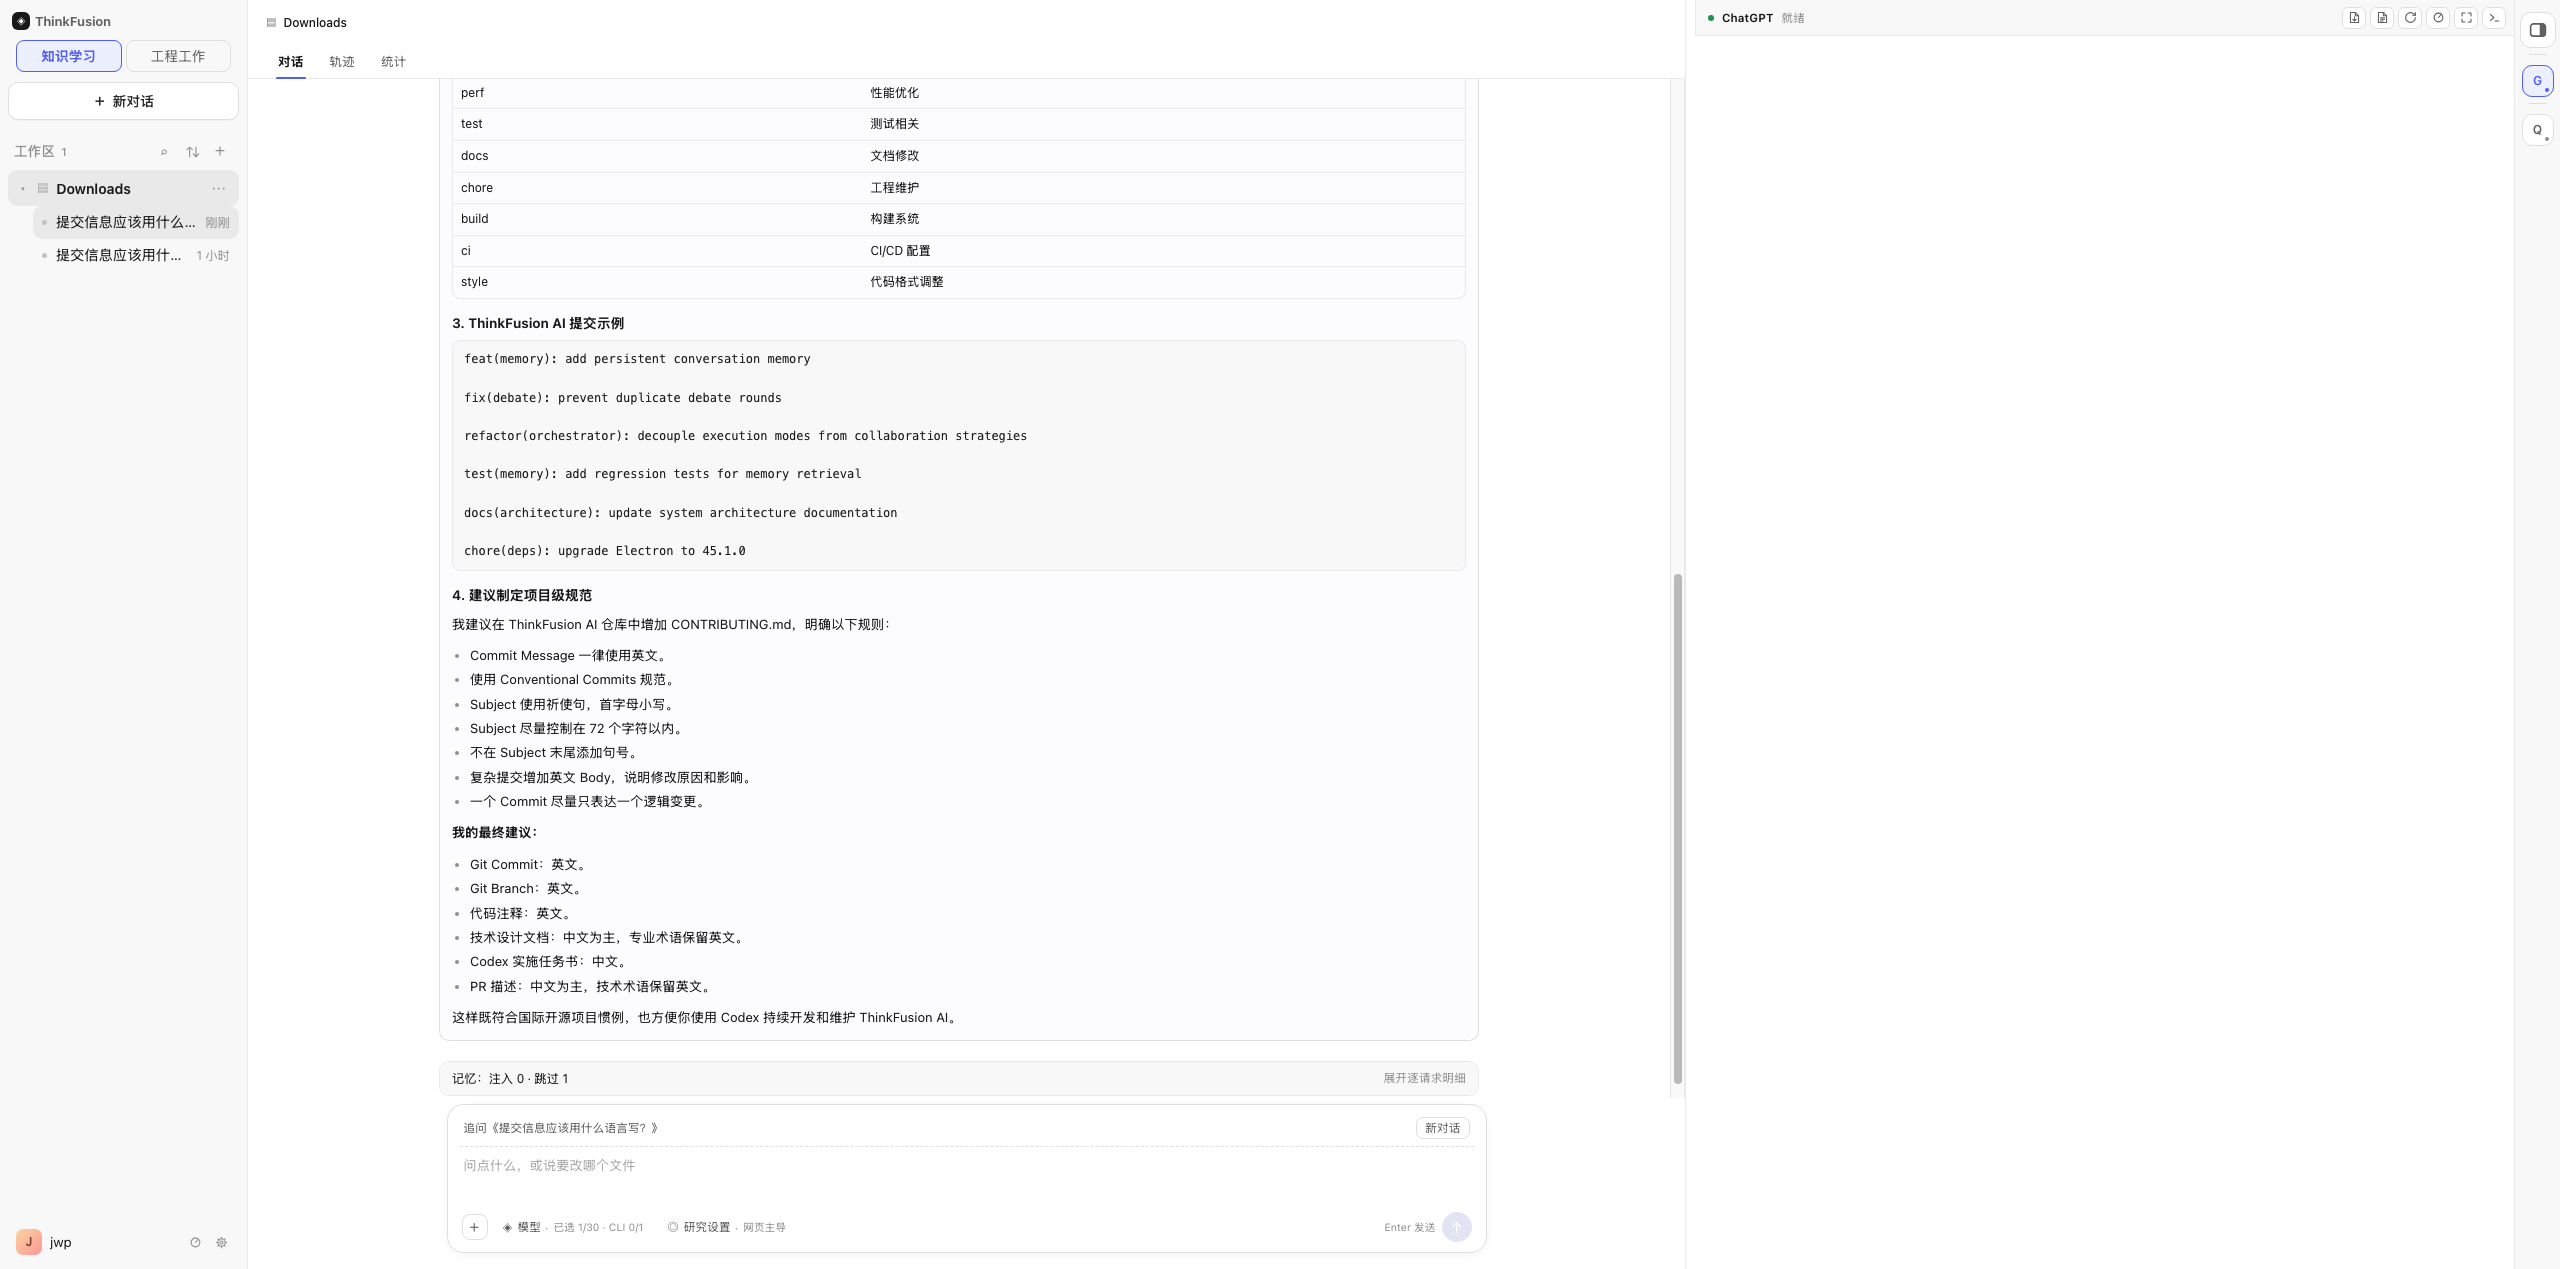 ThinkFusion
知识学习
工程工作
+ 新对话
工作区 1
Downloads
提交信息应该用什么... 刚刚
提交信息应该用什... 1 小时
J jwp
Downloads
对话 轨迹 统计
perf 性能优化
test 测试相关
docs 文档修改
chore 工程维护
build 构建系统
ci CI/CD 配置
style 代码格式调整
3. ThinkFusion AI 提交示例
feat(memory): add persistent conversation memory
fix(debate): prevent duplicate debate rounds
refactor(orchestrator): decouple execution modes from collaboration strategies
test(memory): add regression tests for memory retrieval
docs(architecture): update system architecture documentation
chore(deps): upgrade Electron to 45.1.0
4. 建议制定项目级规范
我建议在 ThinkFusion AI 仓库中增加 CONTRIBUTING.md，明确以下规则：
Commit Message 一律使用英文。
使用 Conventional Commits 规范。
Subject 使用祈使句，首字母小写。
Subject 尽量控制在 72 个字符以内。
不在 Subject 末尾添加句号。
复杂提交增加英文 Body，说明修改原因和影响。
一个 Commit 尽量只表达一个逻辑变更。
我的最终建议：
Git Commit：英文。
Git Branch：英文。
代码注释：英文。
技术设计文档：中文为主，专业术语保留英文。
Codex 实施任务书：中文。
PR 描述：中文为主，技术术语保留英文。
这样既符合国际开源项目惯例，也方便你使用 Codex 持续开发和维护 ThinkFusion AI。
记忆：注入 0 · 跳过 1 展开逐请求明细
追问《提交信息应该用什么语言写？》 新对话
问点什么，或说要改哪个文件
模型 · 已选 1/30 · CLI 0/1 研究设置 · 网页主导 Enter 发送
ChatGPT 就绪
G
Q